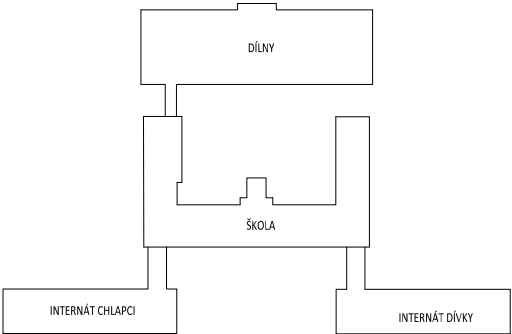 DÍLNY
ŠKOLA
INTERNÁT CHLAPCI
INTERNÁT DÍVKY